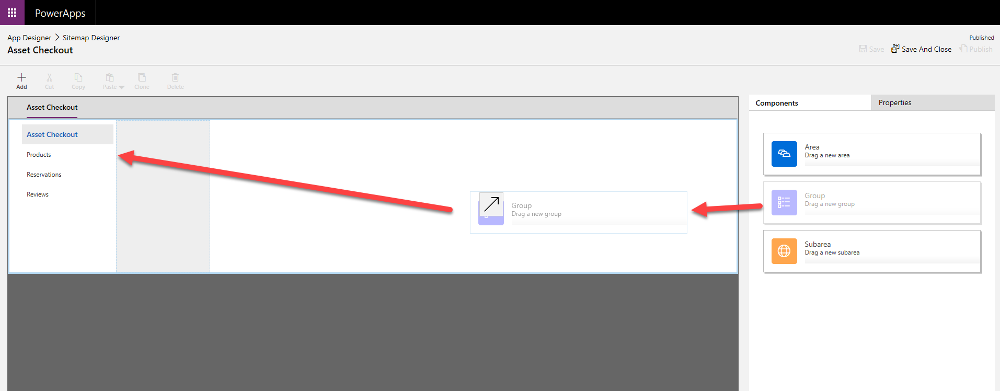 PowerApps
App Designer > Sitemap Designer
Published
Asset Checkout
Save
Save And Close
Publish
Add
Cut
Copy
Paste
Clone
Delete
Asset Checkout
Components
Properties
Asset Checkout
Products
Reservations
Reviews
Group
Drag a new group
Area
Drag a new area
Group
Drag a new group
Subarea
Drag a new subarea